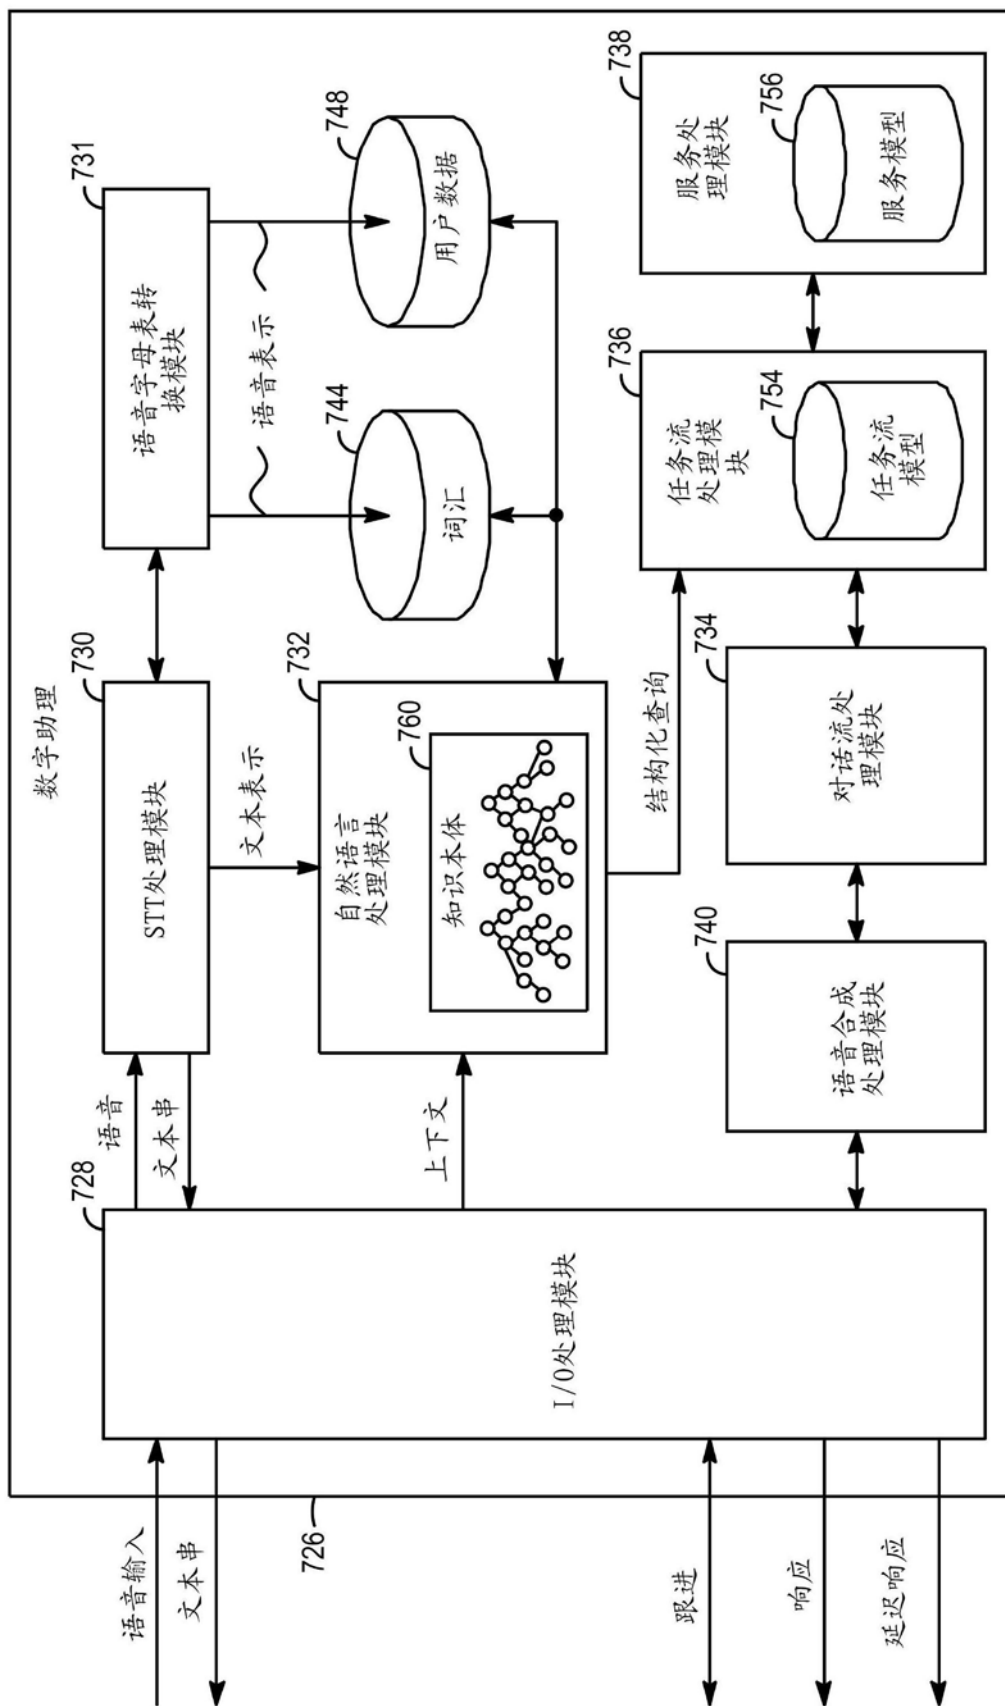 数字助理
语音输入
文本串
726
728
I/O处理模块
语音
文本串
730
STT处理模块
731
语音字母表转
换模块
文本表示
语音表示
744
词汇
748
用户数据
上下文
732
自然语言
处理模块
760
知识本体
结构化查询
跟进
响应
延迟响应
740
语音合成
处理模块
734
对话流处
理模块
736
任务流
处理模
块
754
任务流
模型
738
服务处
理模块
756
服务模型